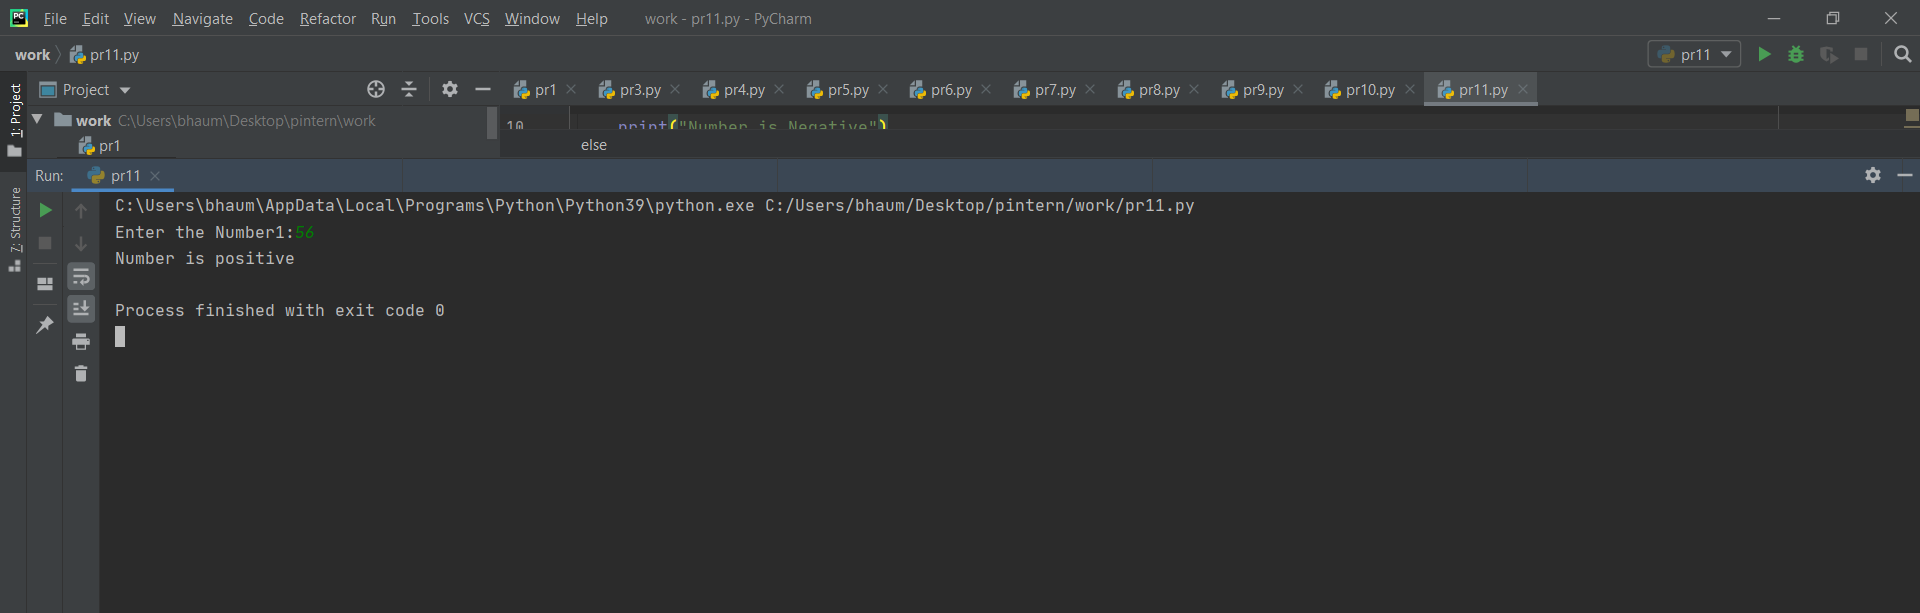 PC File Edit View Navigate Code Refactor Run Tools VCS Window Help work - pr11.py - PyCharm
work pr11.py pr11
Project pr1 pr3.py pr4.py pr5.py pr6.py pr7.py pr8.py pr9.py pr10.py pr11.py
1: Project
work C:\Users\bhaum\Desktop\pintern\work
10 print("Number is Negative")
pr1
else
Run: pr11
7: Structure
C:\Users\bhaum\AppData\Local\Programs\Python\Python39\python.exe C:/Users/bhaum/Desktop/pintern/work/pr11.py
Enter the Number1:56
Number is positive
Process finished with exit code 0